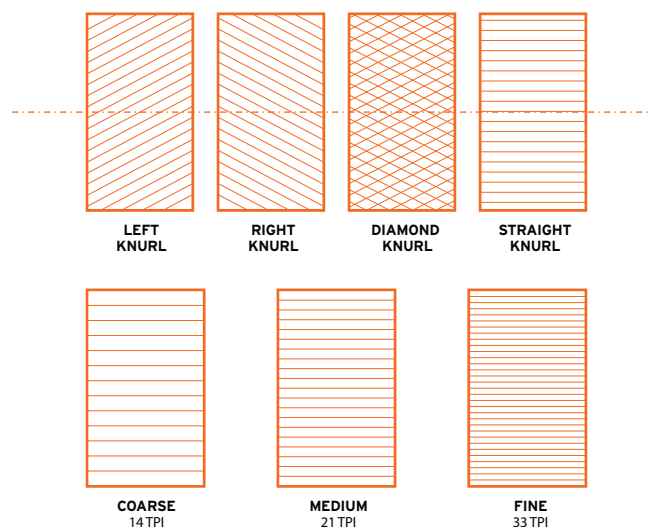 LEFT
KNURL
RIGHT
KNURL
DIAMOND
KNURL
STRAIGHT
KNURL
COARSE
14 TPI
MEDIUM
21 TPI
FINE
33 TPI